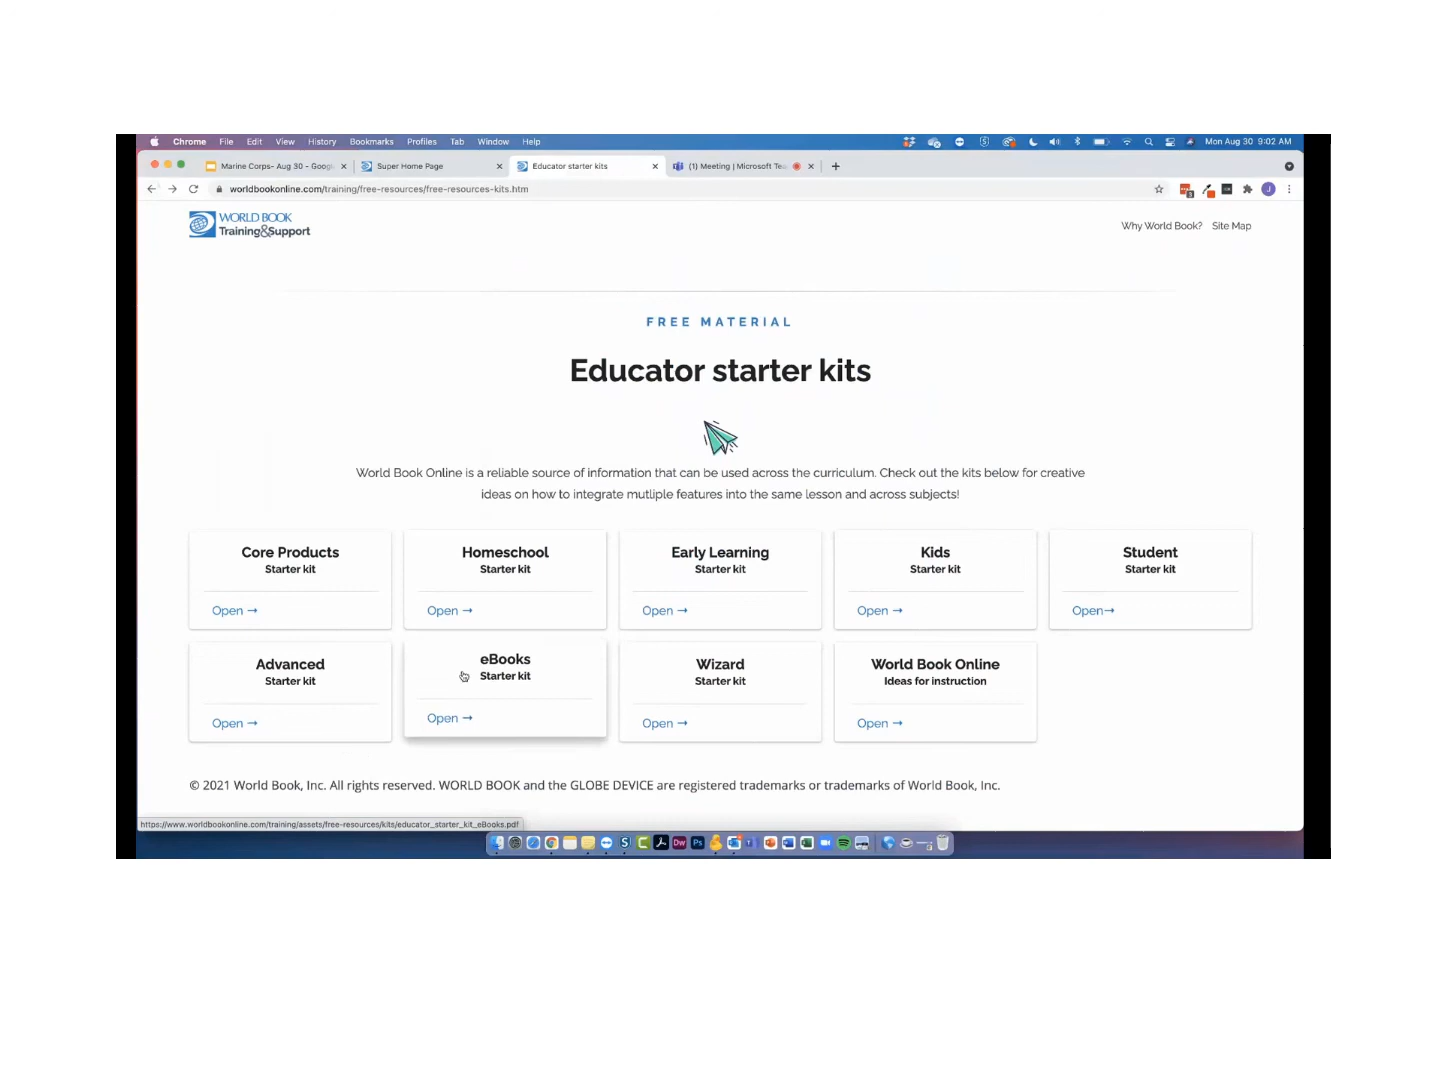 Chrome File Edit View History Bookmarks Profiles Tab Window Help Mon Aug 30 9:02 AM
Marine Corps- Aug 30 - Googl Super Home Page Educator starter kits (1) Meeting | Microsoft Te
worldbookonline.com/training/free-resources/free-resources-kits.htm
WORLD BOOK
Training&Support
Why World Book? Site Map
FREE MATERIAL
Educator starter kits
World Book Online is a reliable source of information that can be used across the curriculum. Check out the kits below for creative
ideas on how to integrate mutliple features into the same lesson and across subjects!
Core Products Homeschool Early Learning Kids Student
Starter kit Starter kit Starter kit Starter kit Starter kit
Open → Open → Open → Open → Open→
Advanced eBooks Wizard World Book Online
Starter kit Starter kit Starter kit Ideas for instruction
Open → Open → Open → Open →
© 2021 World Book, Inc. All rights reserved. WORLD BOOK and the GLOBE DEVICE are registered trademarks or trademarks of World Book, Inc.
https://www.worldbookonline.com/training/assets/free-resources/kits/educator_starter_kit_eBooks.pdf